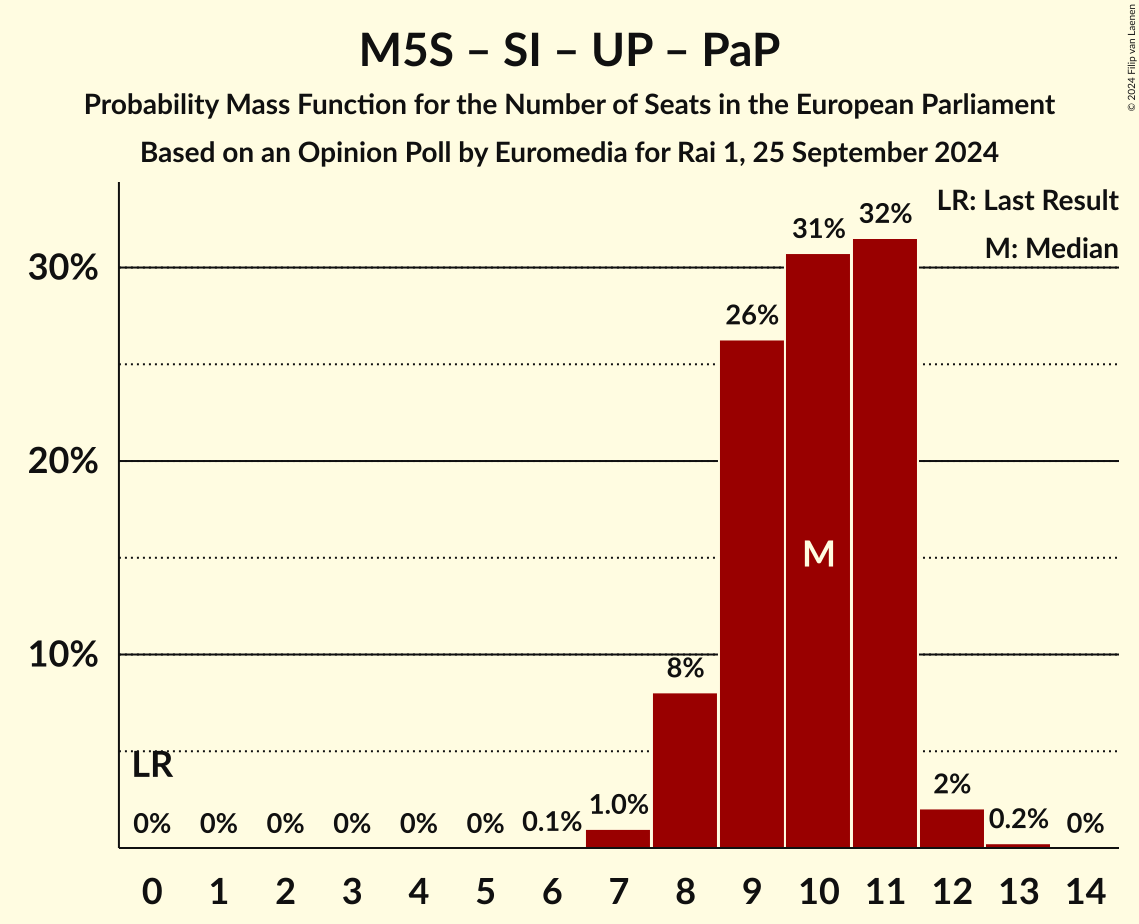 M5S – SI – UP – PaP
Probability Mass Function for the Number of Seats in the European Parliament
Based on an Opinion Poll by Euromedia for Rai 1, 25 September 2024
© 2024 Filip van Laenen
LR: Last Result
M: Median
30%
20%
10%
LR
0% 0% 0% 0% 0% 0% 0.1% 1.0% 8% 26% 31% 32% 2% 0.2% 0%
M
0 1 2 3 4 5 6 7 8 9 10 11 12 13 14